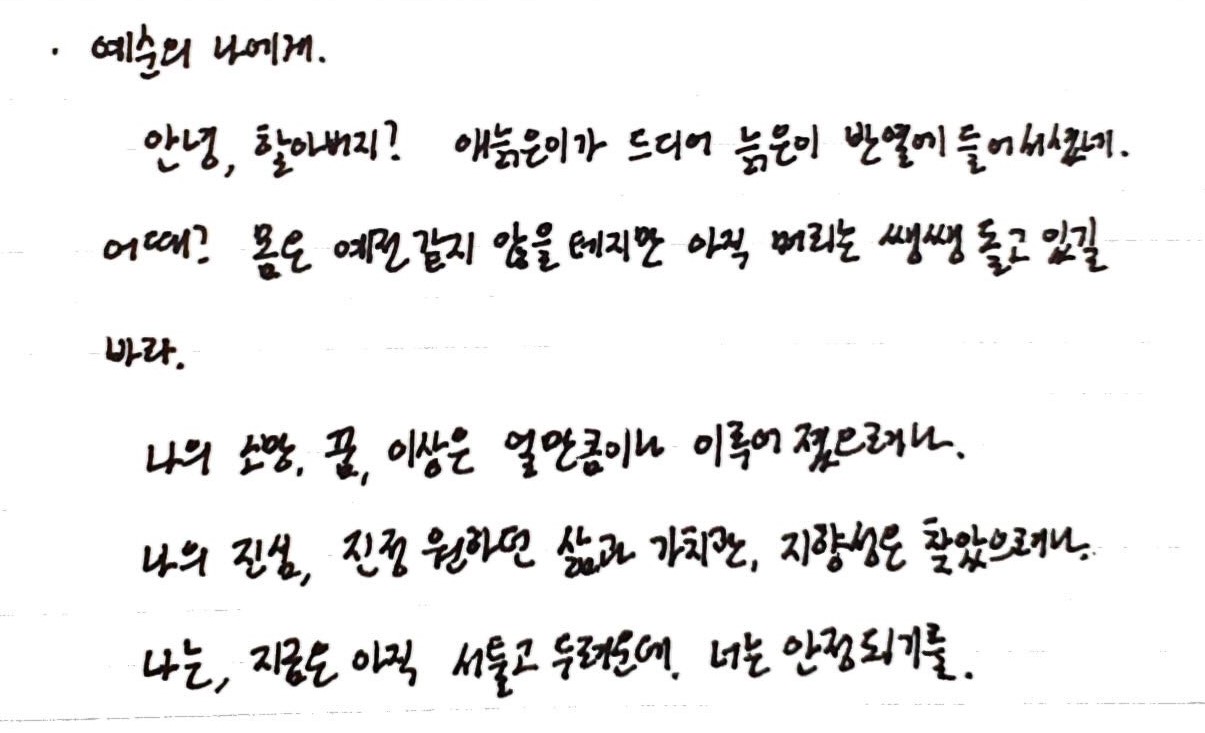 · 예순의 나에게.
안녕, 할아버지? 애늙은이가 드디어 늙은이 반열에 들어서셨네.
어때? 몸은 예전같지 않을테지만 아직 머리는 쌩쌩 돌고 있길
바라.
나의 소망, 꿈, 이상은 얼만큼이나 이루어졌으려나.
나의 진심, 진정 원하던 삶과 가치관, 지향성은 찾았으려나.
나는, 지금은 아직 서툴고 두려운데. 너는 안정되기를.